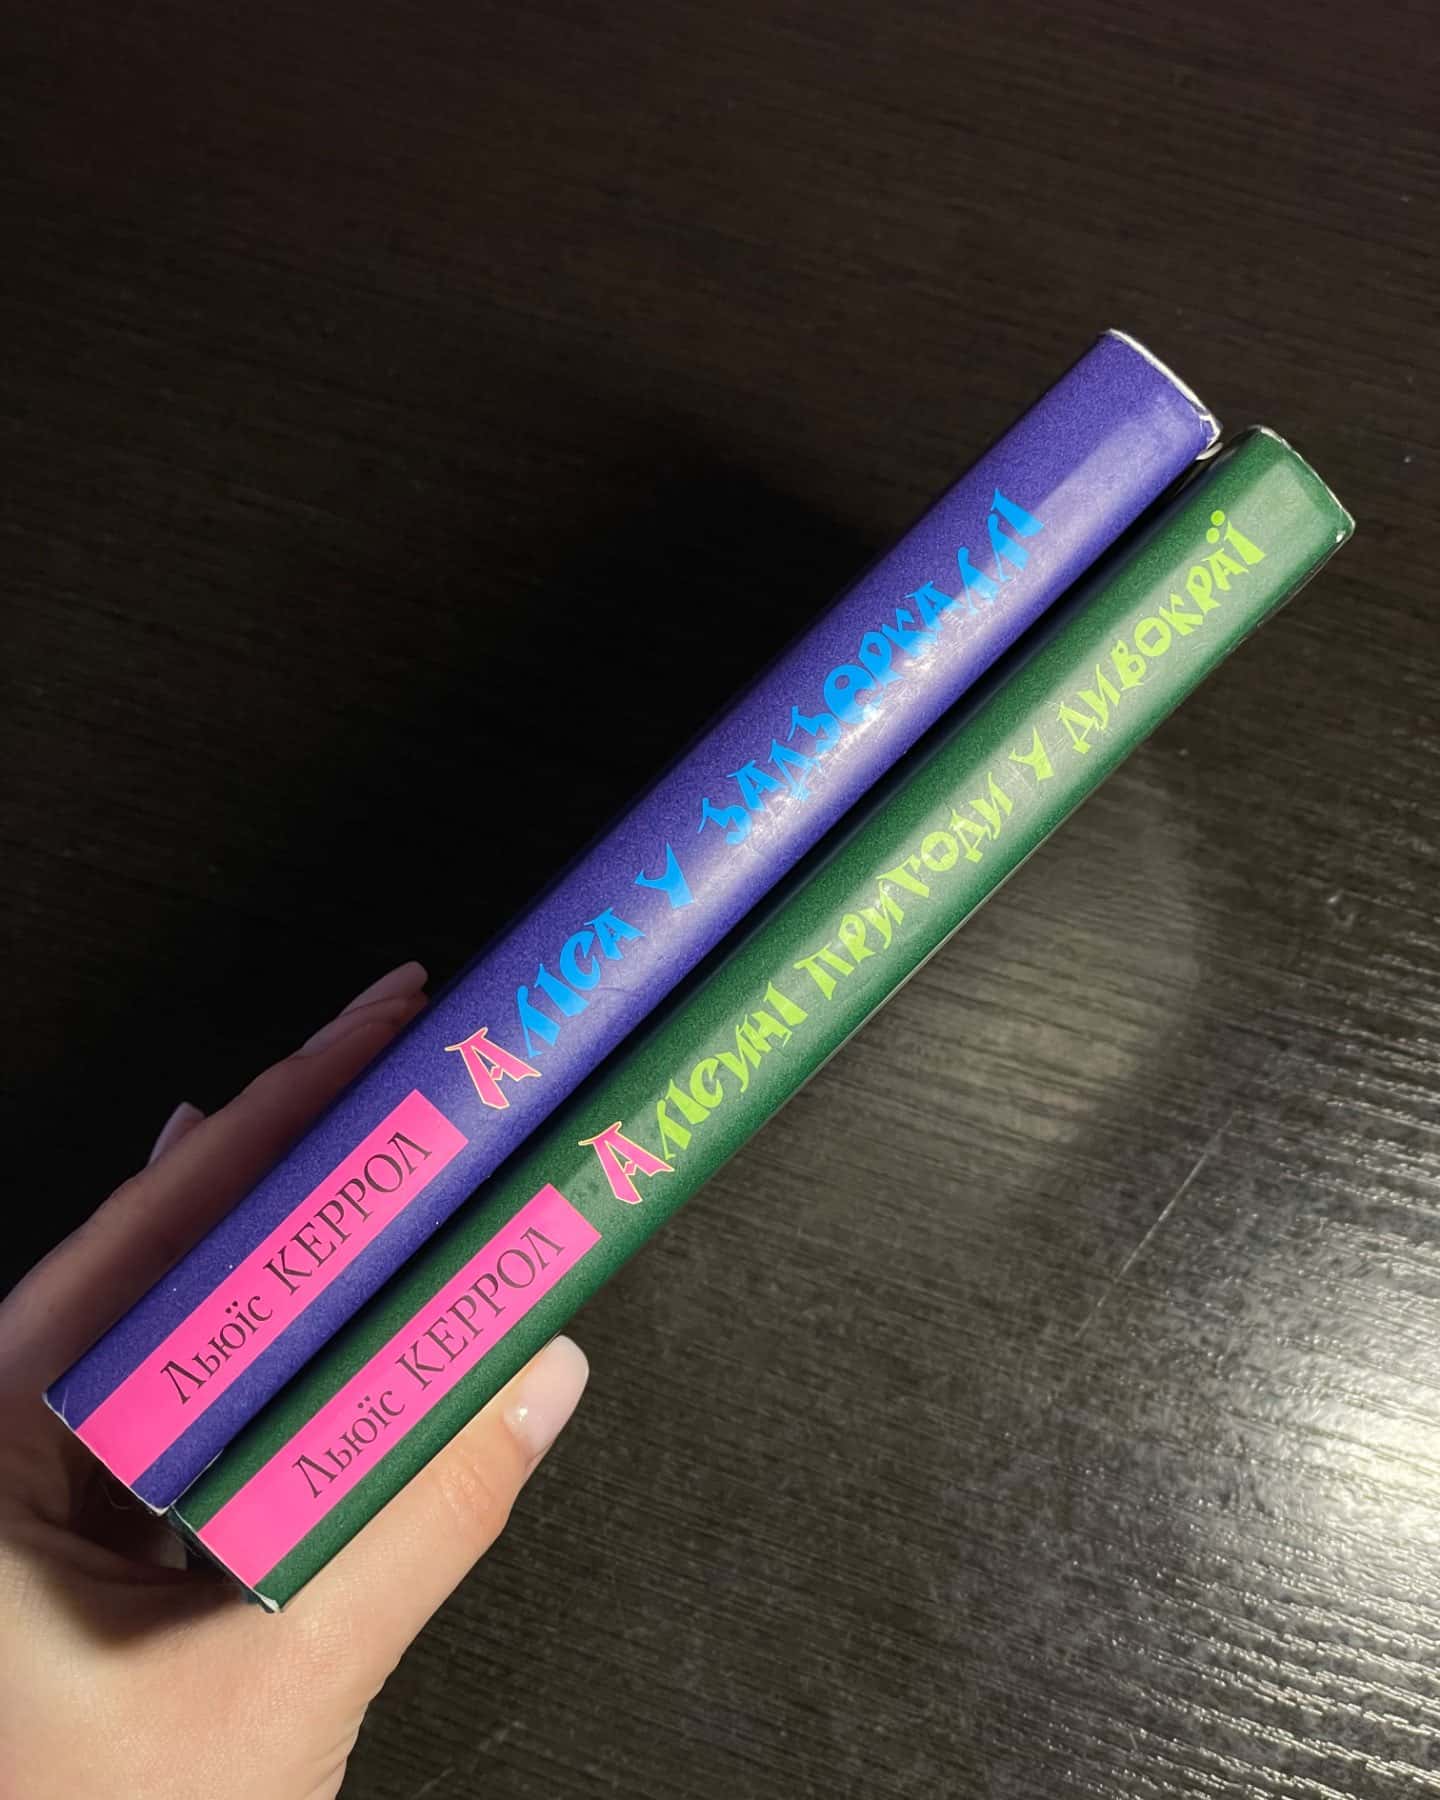 Льюїс КЕРРОЛ
Аліса у Задзеркаллі
Льюїс КЕРРОЛ
Алісині пригоди у Дивокраї